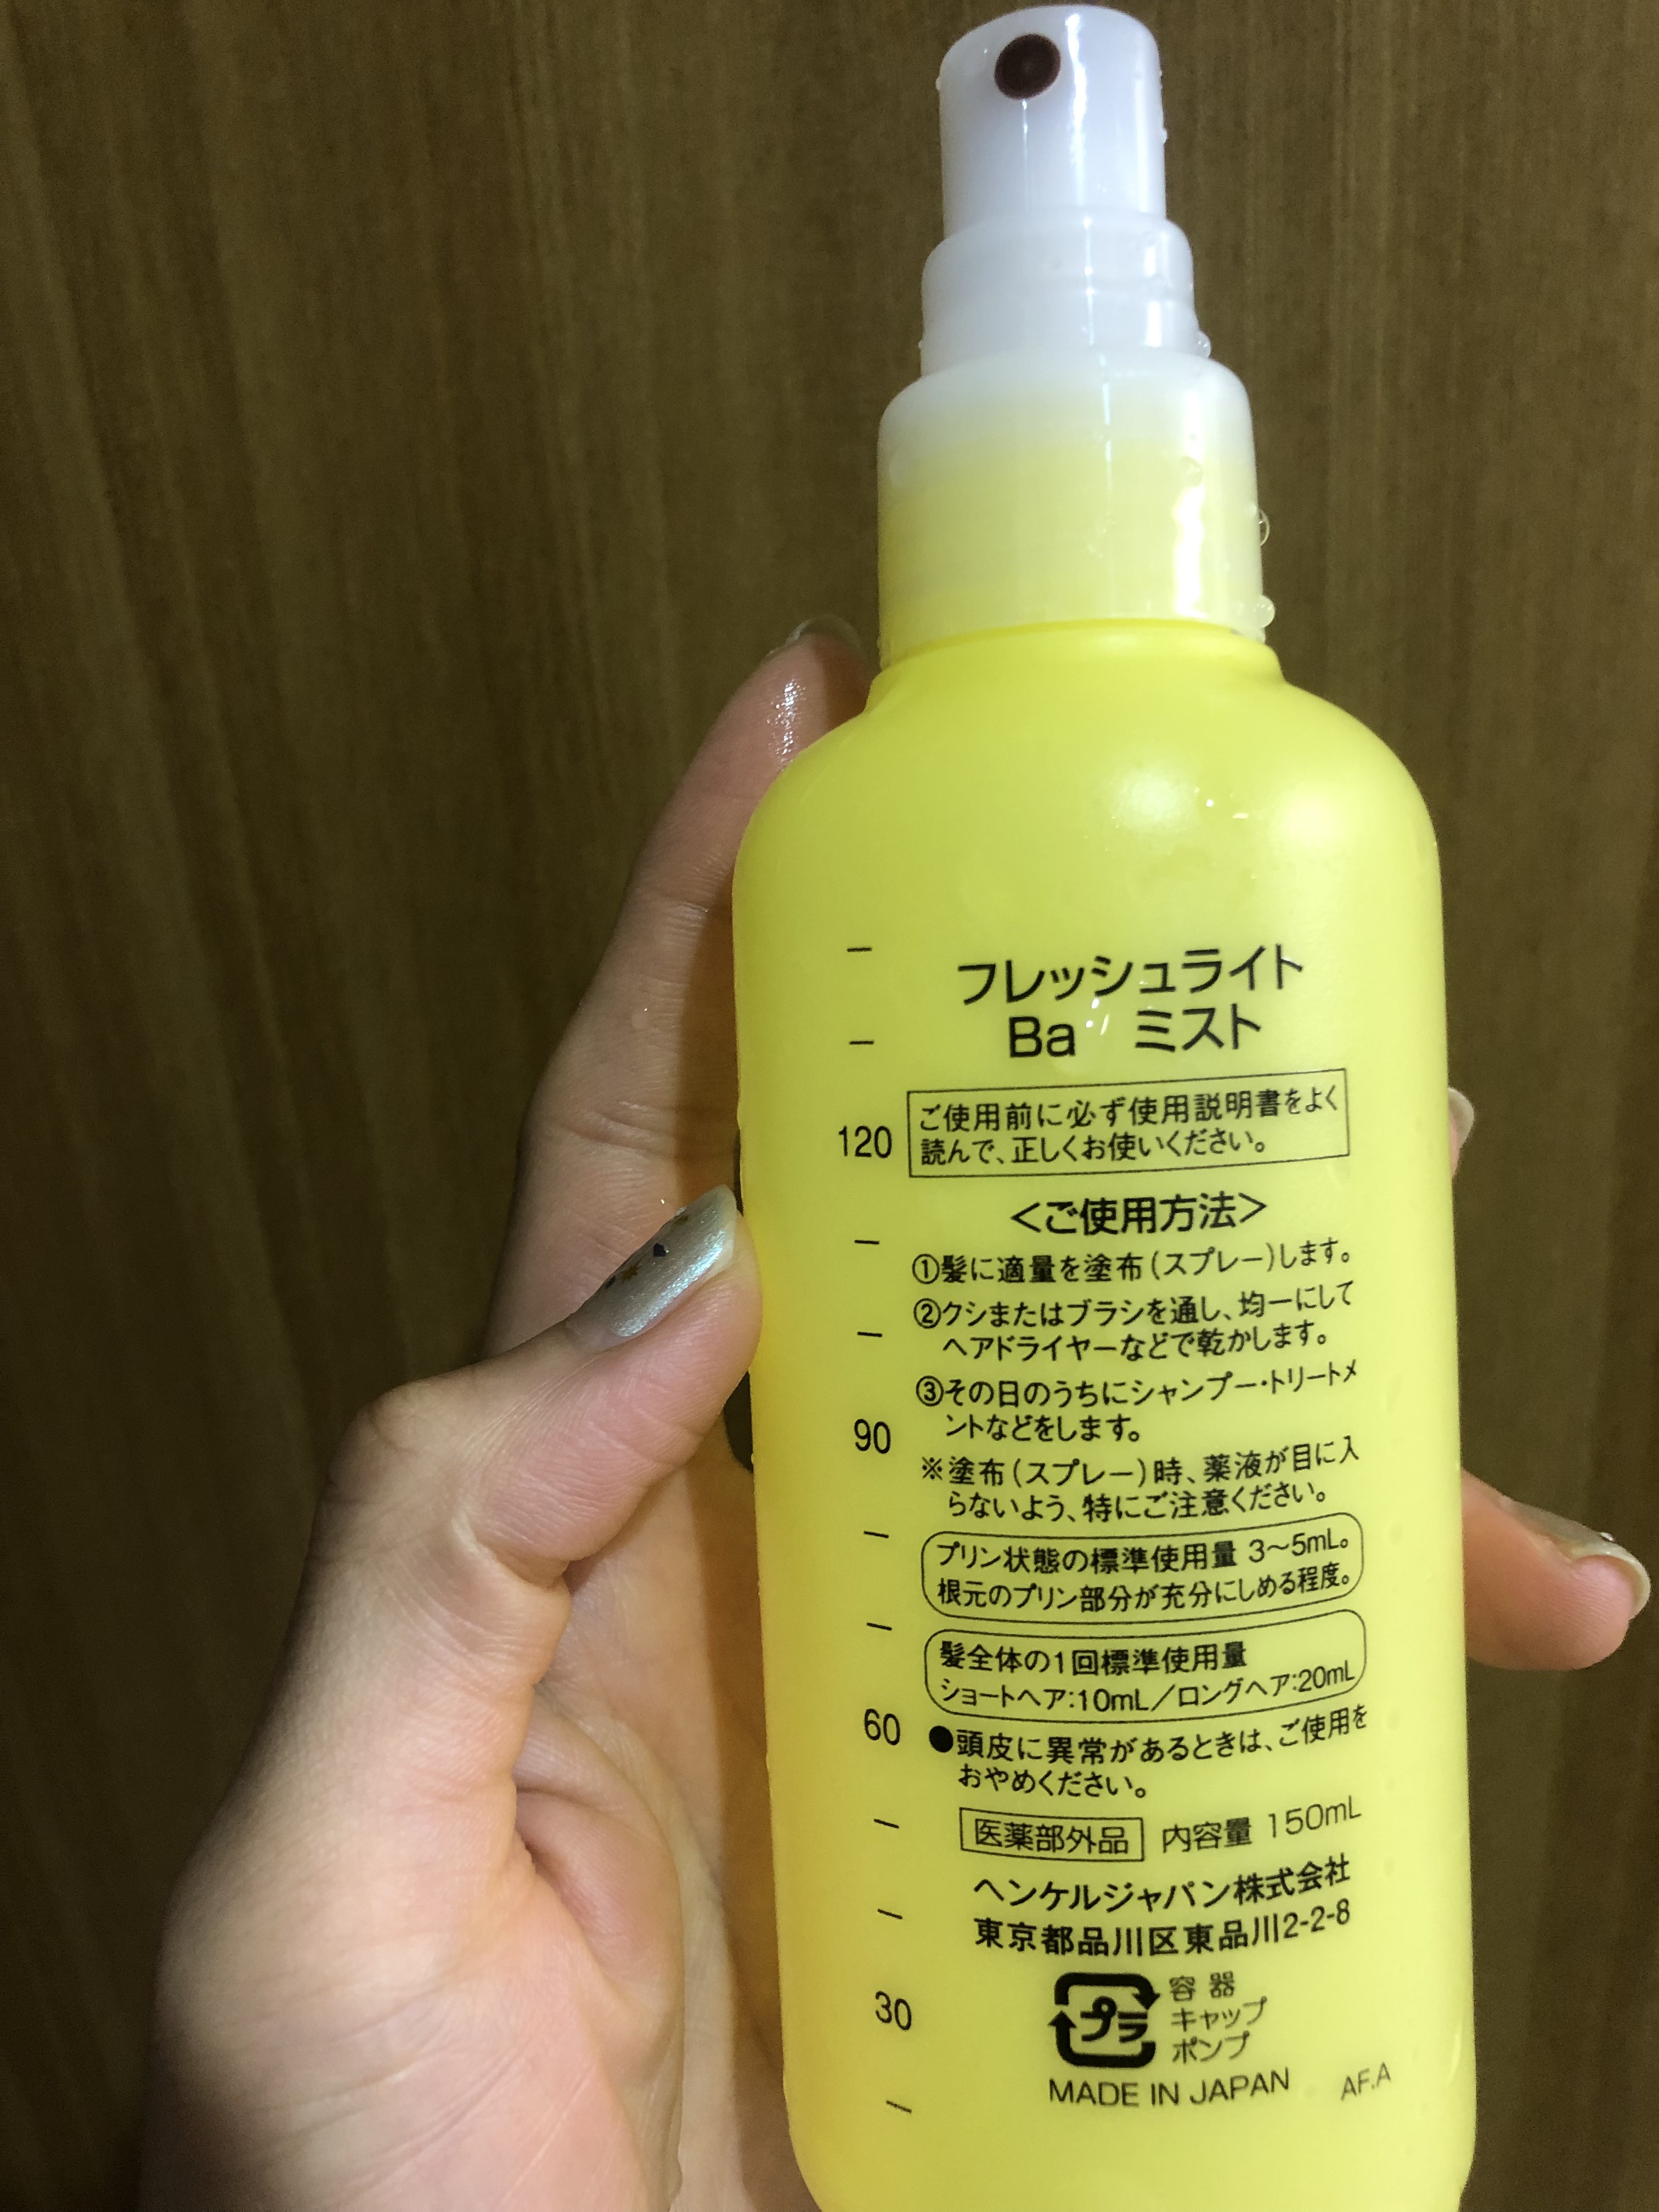 フレッシュライト
Ba ミスト
ご使用前に必ず使用説明書をよく
読んで、正しくお使いください。
120
<ご使用方法>
①髪に適量を塗布(スプレー)します。
②クシまたはブラシを通し、均一にして
ヘアドライヤーなどで乾かします。
③その日のうちにシャンプー・トリートメ
ントなどをします。
90
※塗布(スプレー)時、薬液が目に入
らないよう、特にご注意ください。
プリン状態の標準使用量 3〜5mL。
根元のプリン部分が充分にしめる程度。
髪全体の1回標準使用量
ショートヘア:10mL/ロングヘア:20mL
60
●頭皮に異常があるときは、ご使用を
おやめください。
医薬部外品 内容量 150mL
ヘンケルジャパン株式会社
東京都品川区東品川2-2-8
30
プラ
容器
キャップ
ポンプ
MADE IN JAPAN AF.A